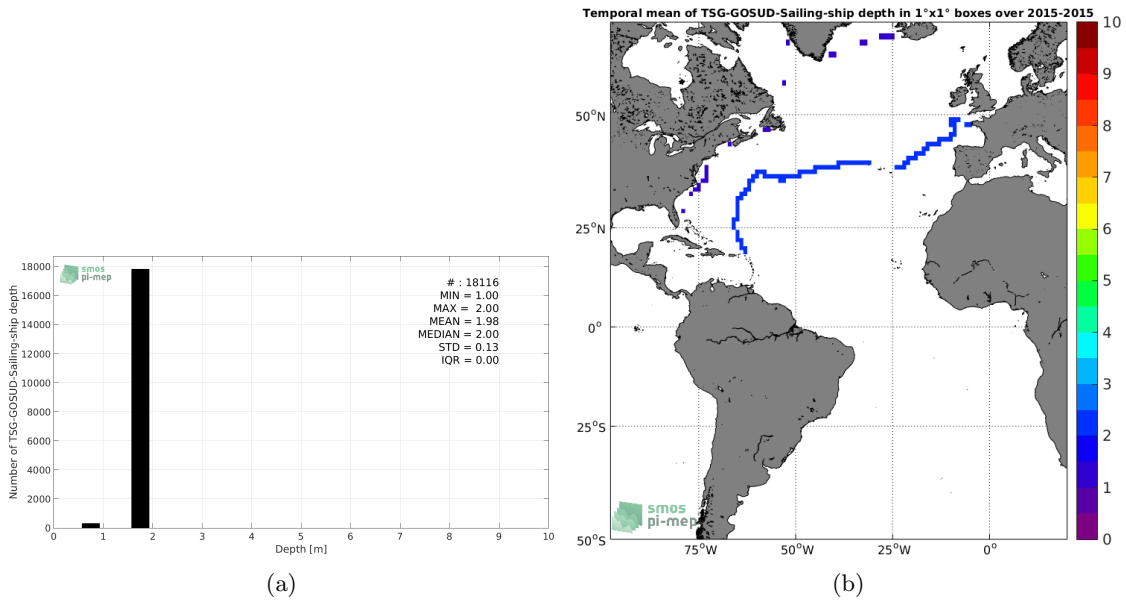 smos
pi-mep
# : 18116
MIN = 1.00
MAX = 2.00
MEAN = 1.98
MEDIAN = 2.00
STD = 0.13
IQR = 0.00
Number of TSG-GOSUD-Sailing-ship depth
18000
16000
14000
12000
10000
8000
6000
4000
2000
0
0 1 2 3 4 5 6 7 8 9 10
Depth [m]
(a)
Temporal mean of TSG-GOSUD-Sailing-ship depth in 1°x1° boxes over 2015-2015
50°N
25°N
0°
25°S
50°S
75°W 50°W 25°W 0°
smos
pi-mep
10
9
8
7
6
5
4
3
2
1
0
(b)